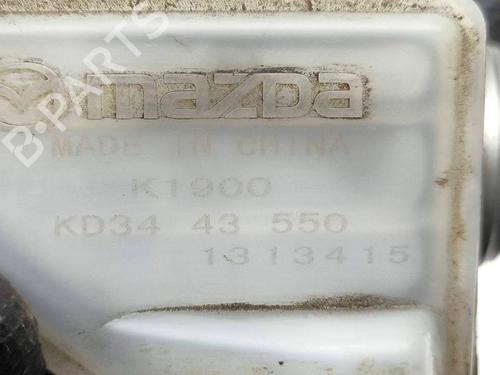 B-PARTS
mazda
MADE IN CHINA
K1900
KD34 43 550
1313415